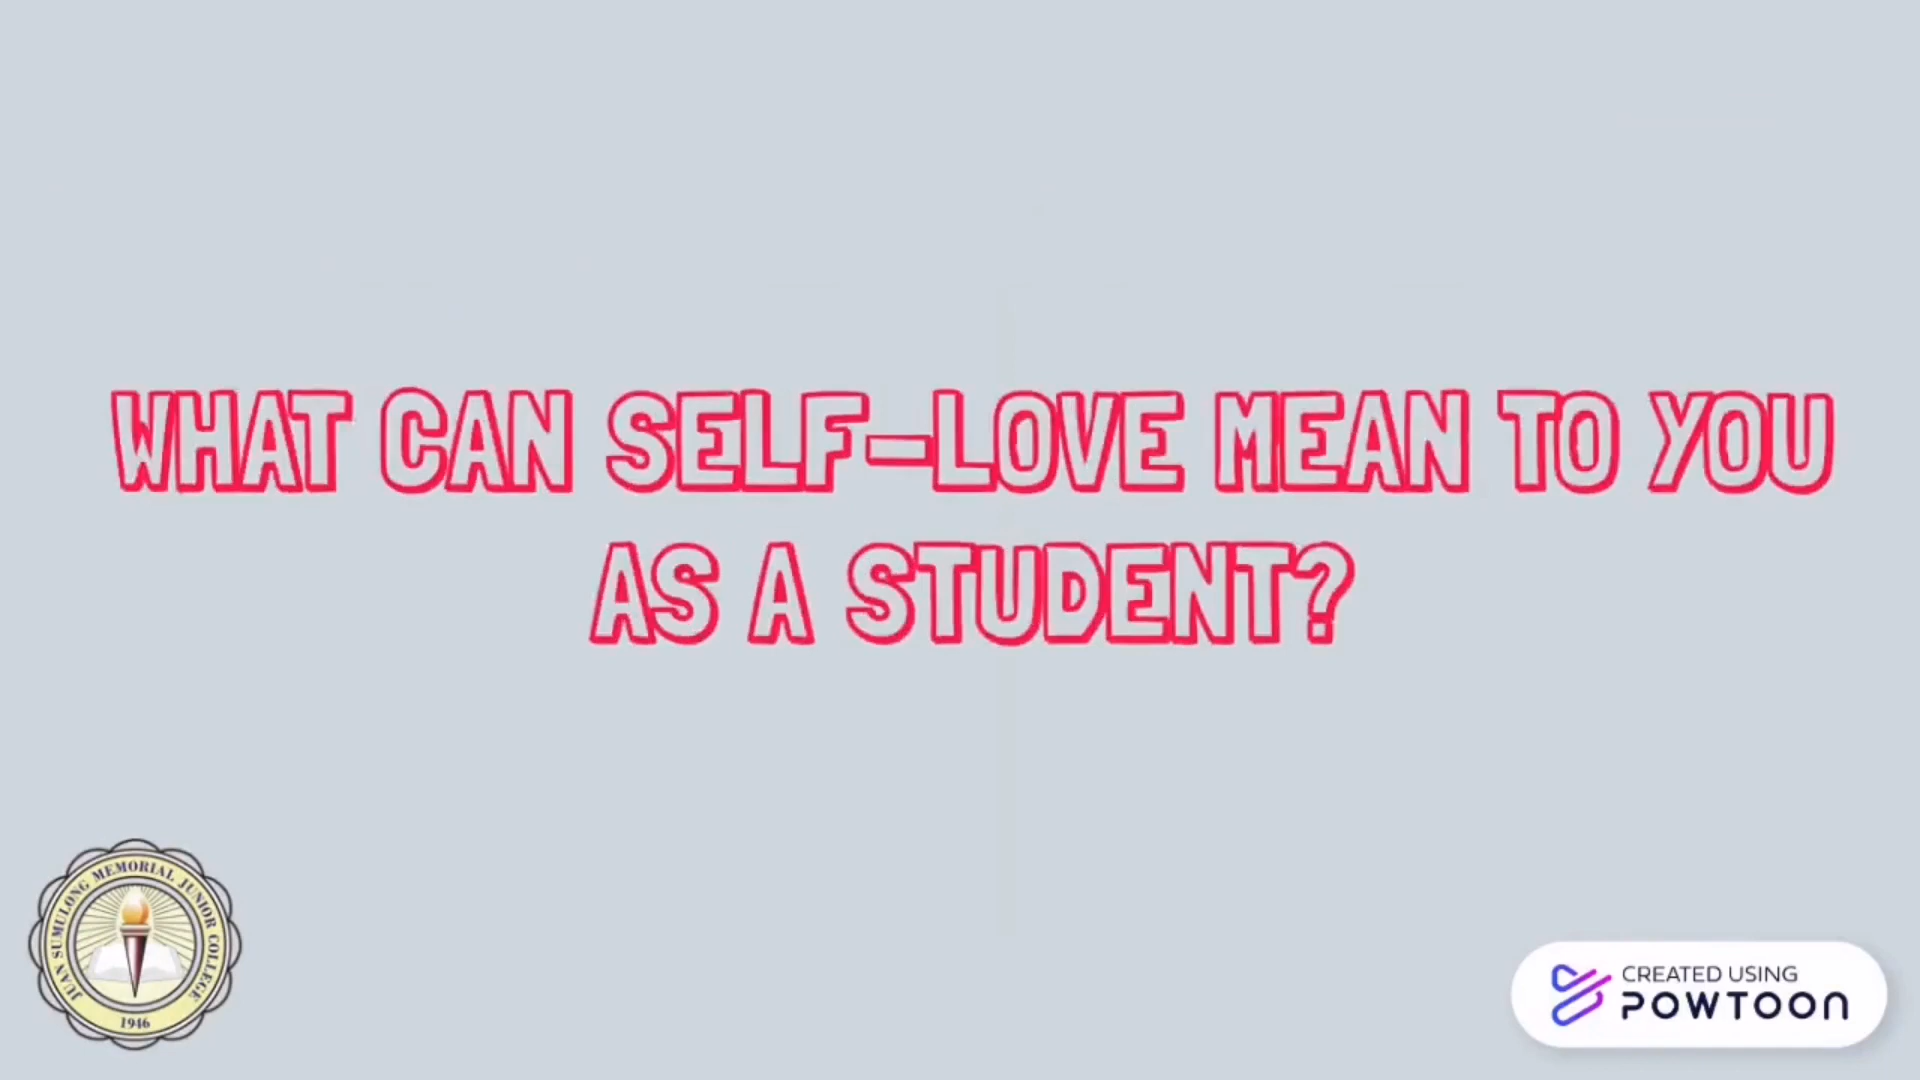 WHAT CAN SELF-LOVE MEAN TO YOU
AS A STUDENT?
JUAN SUMULONG MEMORIAL JUNIOR COLLEGE
1946
CREATED USING
POWTOON